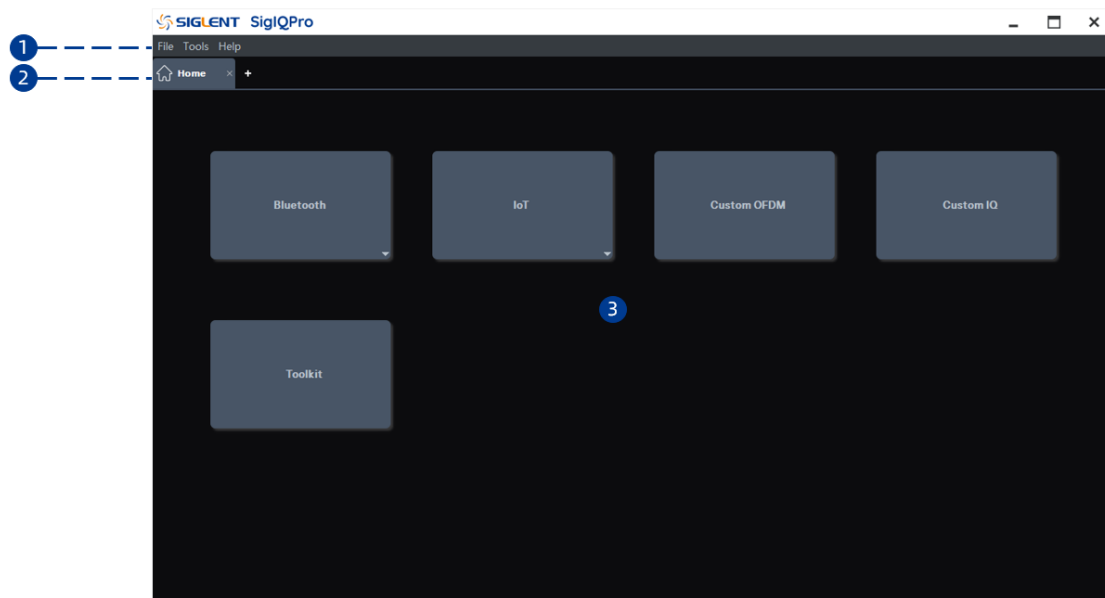 SIGLENT SigIQPro
1
File Tools Help
2
Home × +
Bluetooth
IoT
Custom OFDM
Custom IQ
3
Toolkit